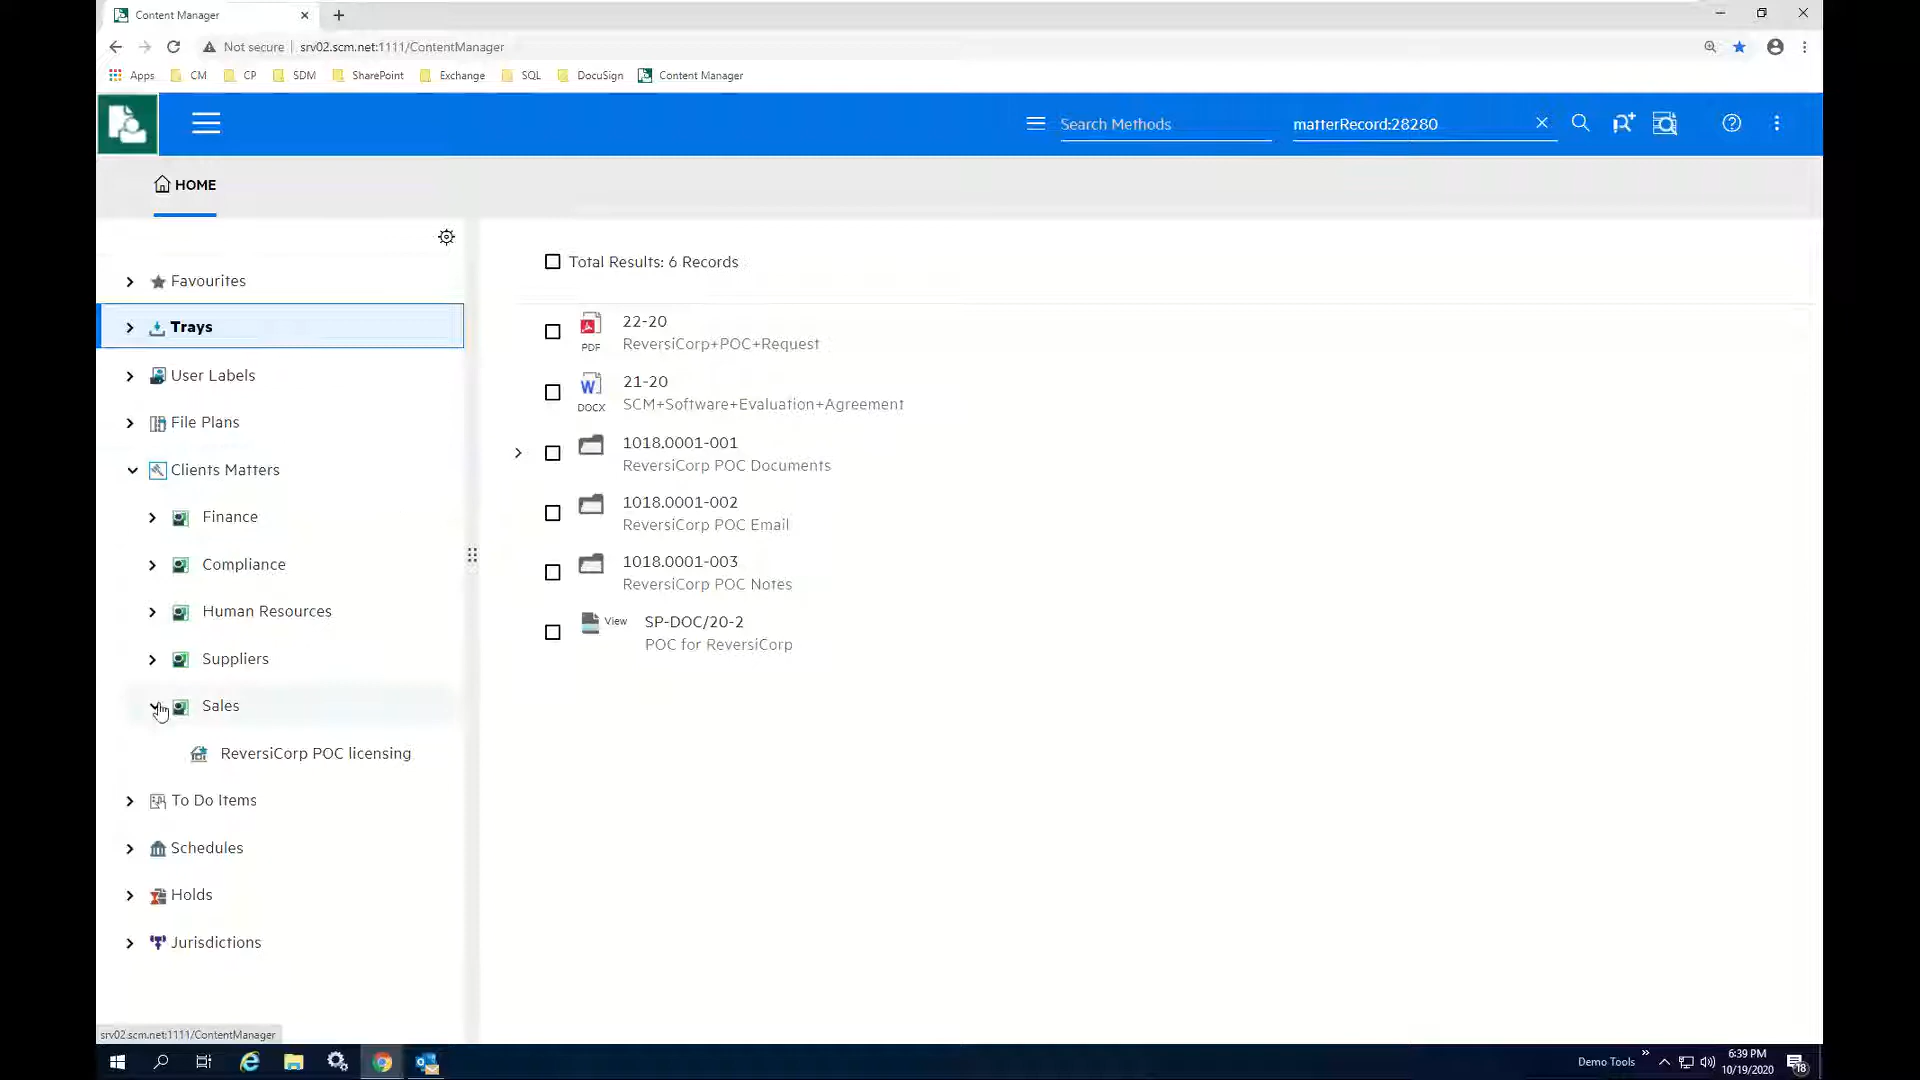 Content Manager
Not secure srv02.scm.net:1111/ContentManager
Apps CM CP SDM SharePoint Exchange SQL DocuSign Content Manager
Search Methods matterRecord:28280
HOME
Favourites
Trays
User Labels
File Plans
Clients Matters
Finance
Compliance
Human Resources
Suppliers
Sales
ReversiCorp POC licensing
To Do Items
Schedules
Holds
Jurisdictions
Total Results: 6 Records
22-20
PDF
ReversiCorp+POC+Request
21-20
DOCX
SCM+Software+Evaluation+Agreement
1018.0001-001
ReversiCorp POC Documents
1018.0001-002
ReversiCorp POC Email
1018.0001-003
ReversiCorp POC Notes
View SP-DOC/20-2
POC for ReversiCorp
srv02.scm.net:1111/ContentManager
Demo Tools 6:39 PM
10/19/2020
18